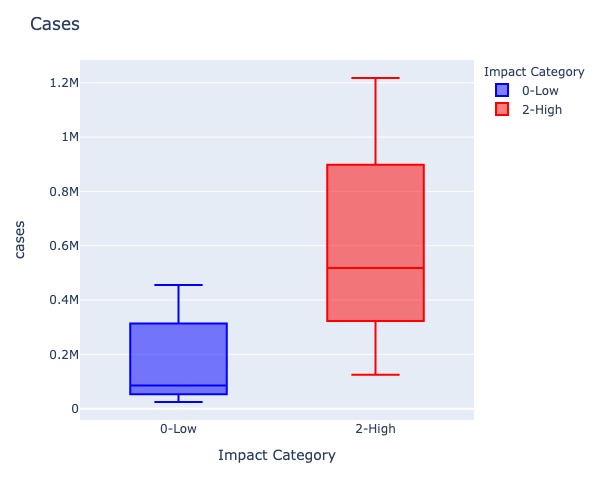 Cases
Impact Category
0-Low
2-High
1.2M
1M
0.8M
0.6M
0.4M
0.2M
0
cases
0-Low
2-High
Impact Category